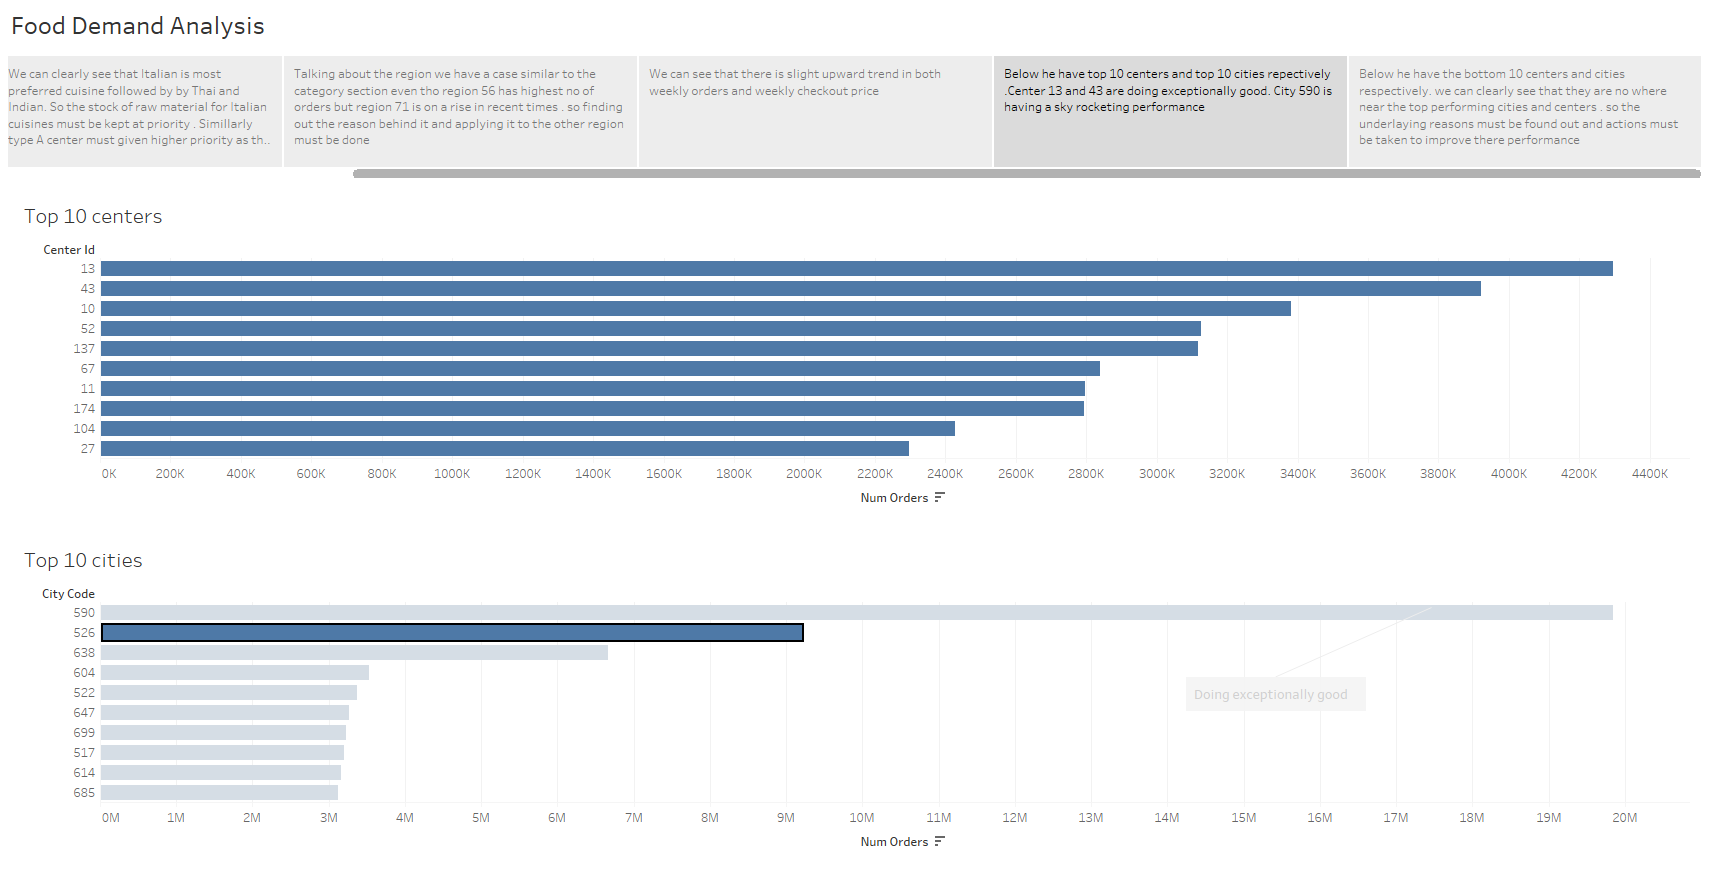 Food Demand Analysis
We can clearly see that Italian is most
preferred cuisine followed by by Thai and
Indian. So the stock of raw material for Italian
cuisines must be kept at priority . Simillarly
type A center must given higher priority as th..
Talking about the region we have a case similar to the
category section even tho region 56 has highest no of
orders but region 71 is on a rise in recent times . so finding
out the reason behind it and applying it to the other region
must be done
We can see that there is slight upward trend in both
weekly orders and weekly checkout price
Below he have top 10 centers and top 10 cities repectively
.Center 13 and 43 are doing exceptionally good. City 590 is
having a sky rocketing performance
Below he have the bottom 10 centers and cities
respectively. we can clearly see that they are no where
near the top performing cities and centers . so the
underlaying reasons must be found out and actions must
be taken to improve there performance
Top 10 centers
Center Id
13
43
10
52
137
67
11
174
104
27
0K 200K 400K 600K 800K 1000K 1200K 1400K 1600K 1800K 2000K 2200K 2400K 2600K 2800K 3000K 3200K 3400K 3600K 3800K 4000K 4200K 4400K
Num Orders
Top 10 cities
City Code
590
526
638
604
522
647
699
517
614
685
Doing exceptionally good
0M 1M 2M 3M 4M 5M 6M 7M 8M 9M 10M 11M 12M 13M 14M 15M 16M 17M 18M 19M 20M
Num Orders